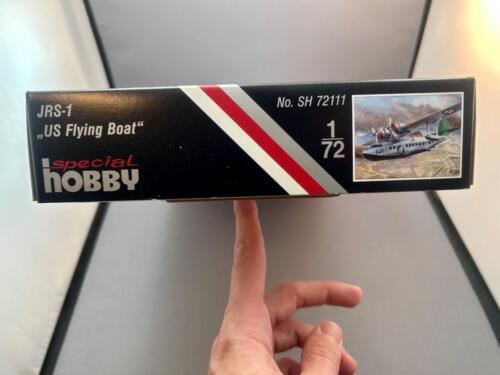 JRS-1
„US Flying Boat“
special
hOBBY
No. SH 72111
1
72